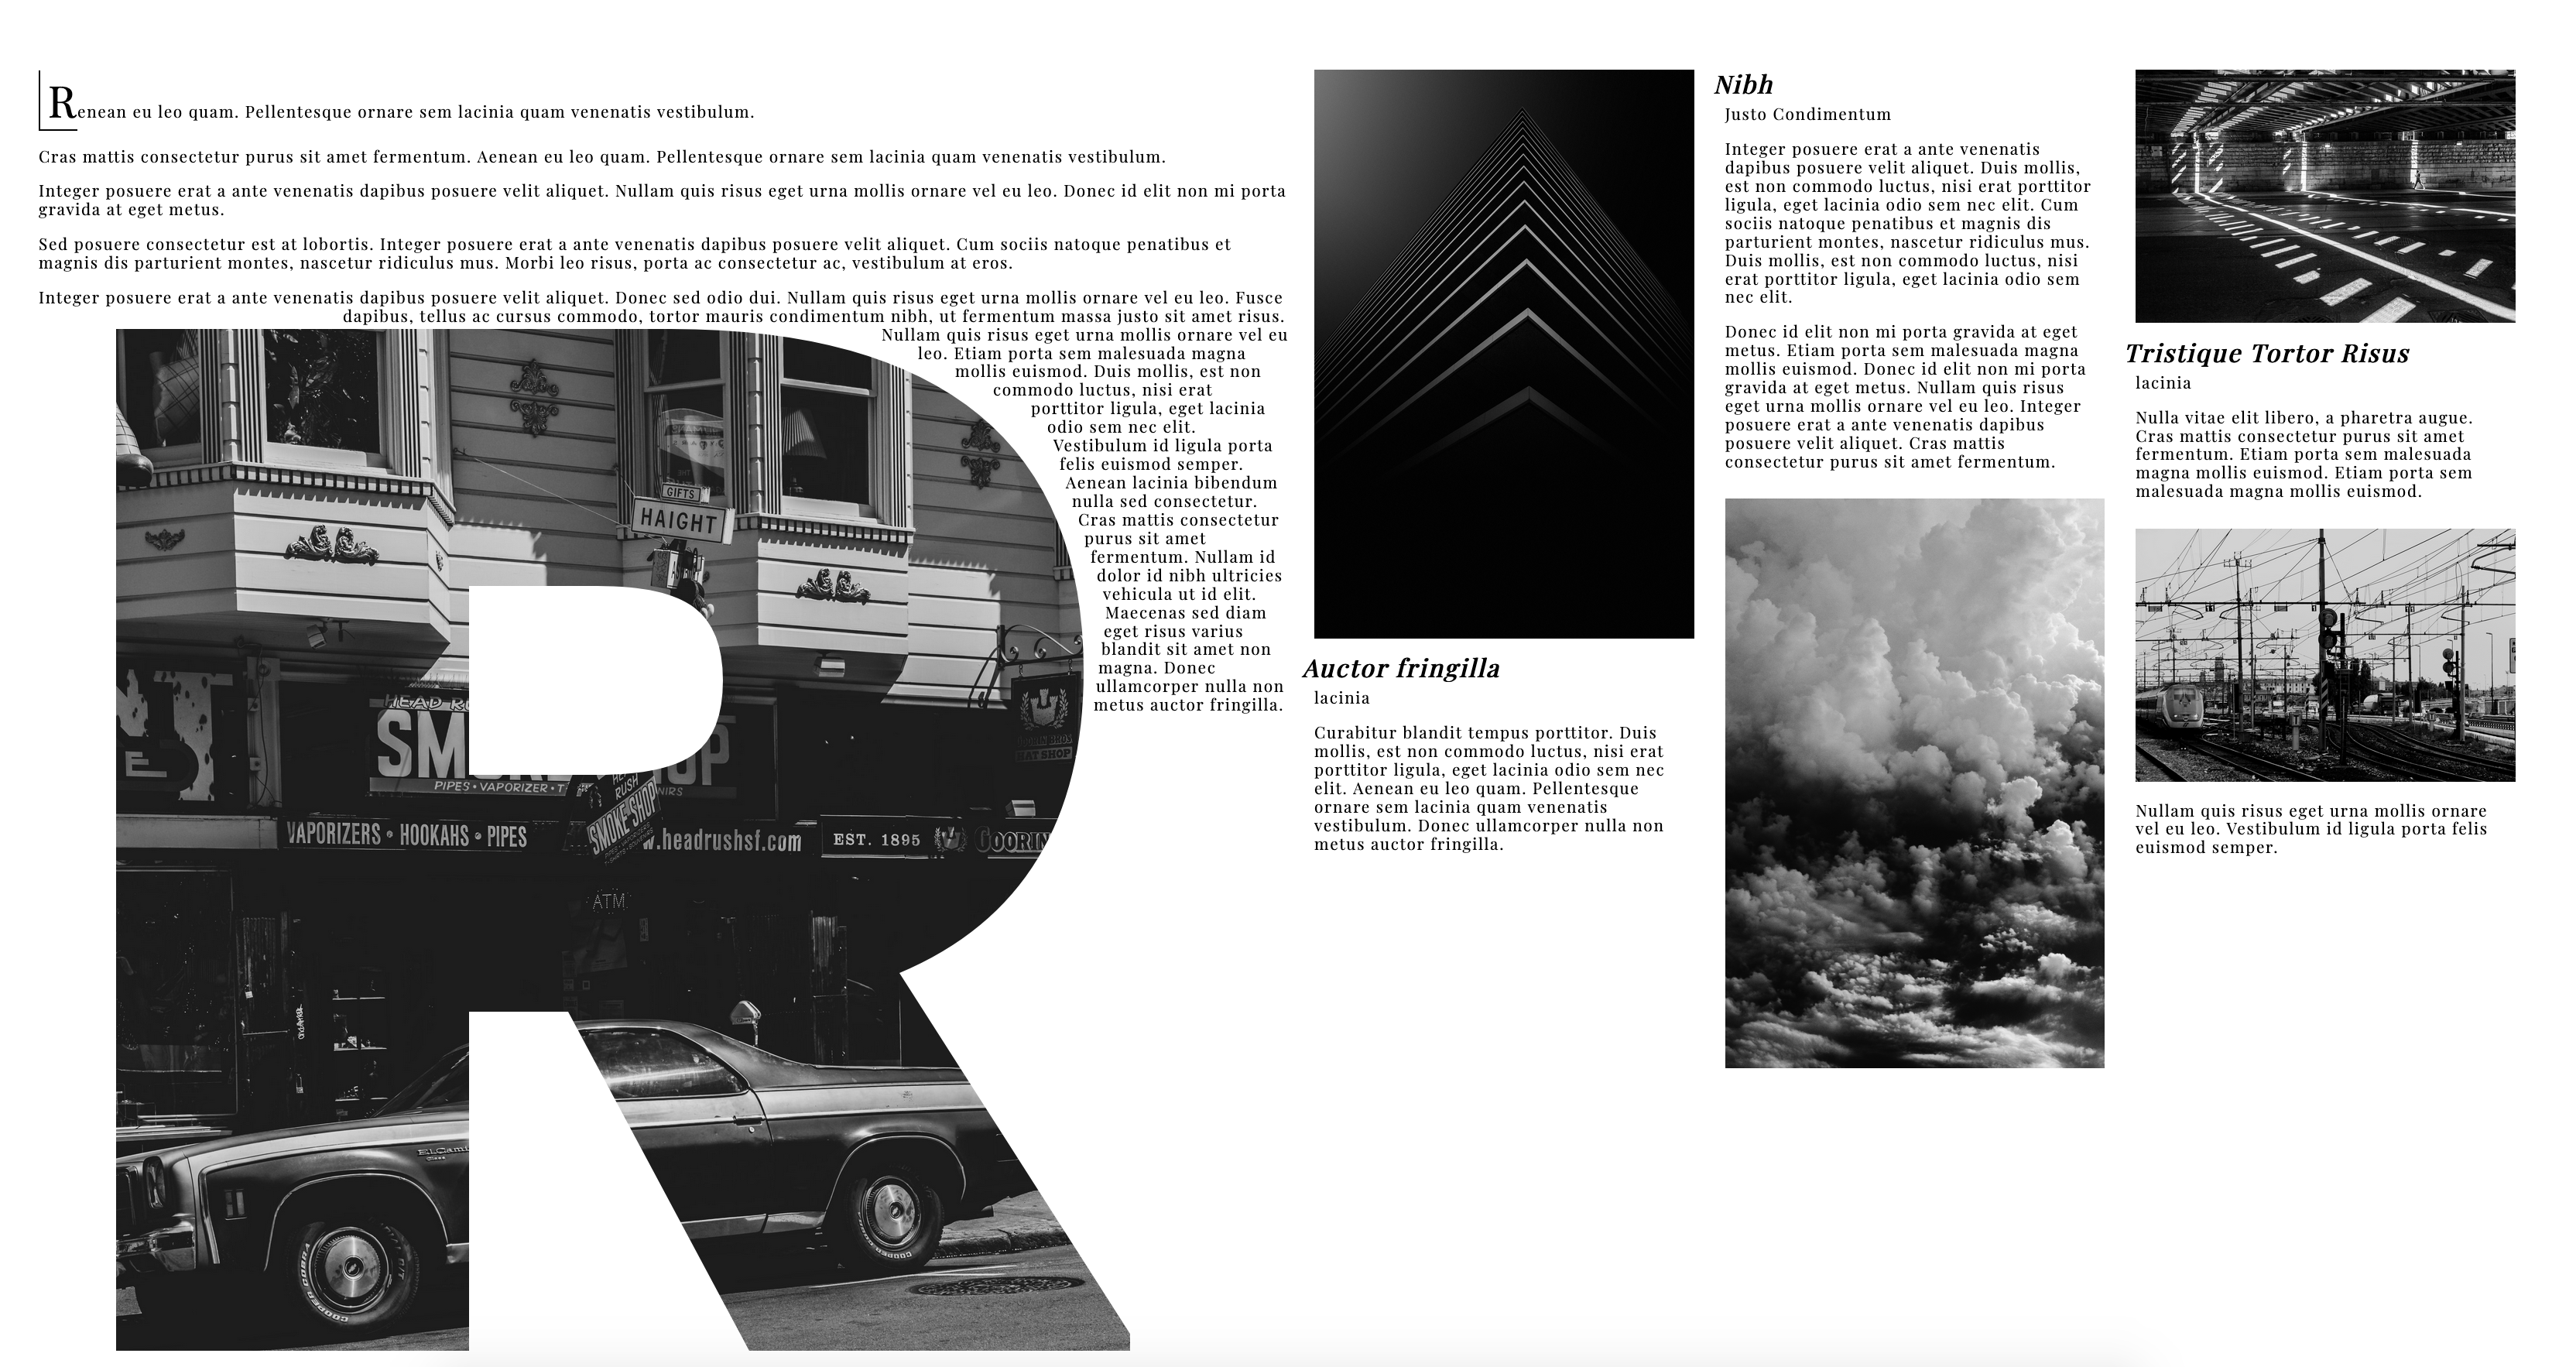 Renean eu leo quam. Pellentesque ornare sem lacinia quam venenatis vestibulum.
Cras mattis consectetur purus sit amet fermentum. Aenean eu leo quam. Pellentesque ornare sem lacinia quam venenatis vestibulum.
Integer posuere erat a ante venenatis dapibus posuere velit aliquet. Nullam quis risus eget urna mollis ornare vel eu leo. Donec id elit non mi porta
gravida at eget metus.
Sed posuere consectetur est at lobortis. Integer posuere erat a ante venenatis dapibus posuere velit aliquet. Cum sociis natoque penatibus et
magnis dis parturient montes, nascetur ridiculus mus. Morbi leo risus, porta ac consectetur ac, vestibulum at eros.
Integer posuere erat a ante venenatis dapibus posuere velit aliquet. Donec sed odio dui. Nullam quis risus eget urna mollis ornare vel eu leo. Fusce
dapibus, tellus ac cursus commodo, tortor mauris condimentum nibh, ut fermentum massa justo sit amet risus.
Nullam quis risus eget urna mollis ornare vel eu
leo. Etiam porta sem malesuada magna
mollis euismod. Duis mollis, est non
commodo luctus, nisi erat
porttitor ligula, eget lacinia
odio sem nec elit.
Vestibulum id ligula porta
felis euismod semper.
Aenean lacinia bibendum
nulla sed consectetur.
Cras mattis consectetur
purus sit amet
fermentum. Nullam id
dolor id nibh ultricies
vehicula ut id elit.
Maecenas sed diam
eget risus varius
blandit sit amet non
magna. Donec
ullamcorper nulla non
metus auctor fringilla.
GIFTS
HAIGHT
HEAD
PIPES • VAPORIZER
VAPORIZERS • HOOKAHS • PIPES
RUSH
SMOKE SHOP
w.headrushsf.com
EST. 1895
GOORIN
HAT SHOP
ATM
COOPER COBRA
Auctor fringilla
lacinia
Curabitur blandit tempus porttitor. Duis
mollis, est non commodo luctus, nisi erat
porttitor ligula, eget lacinia odio sem nec
elit. Aenean eu leo quam. Pellentesque
ornare sem lacinia quam venenatis
vestibulum. Donec ullamcorper nulla non
metus auctor fringilla.
Nibh
Justo Condimentum
Integer posuere erat a ante venenatis
dapibus posuere velit aliquet. Duis mollis,
est non commodo luctus, nisi erat porttitor
ligula, eget lacinia odio sem nec elit. Cum
sociis natoque penatibus et magnis dis
parturient montes, nascetur ridiculus mus.
Duis mollis, est non commodo luctus, nisi
erat porttitor ligula, eget lacinia odio sem
nec elit.
Donec id elit non mi porta gravida at eget
metus. Etiam porta sem malesuada magna
mollis euismod. Donec id elit non mi porta
gravida at eget metus. Nullam quis risus
eget urna mollis ornare vel eu leo. Integer
posuere erat a ante venenatis dapibus
posuere velit aliquet. Cras mattis
consectetur purus sit amet fermentum.
Tristique Tortor Risus
lacinia
Nulla vitae elit libero, a pharetra augue.
Cras mattis consectetur purus sit amet
fermentum. Etiam porta sem malesuada
magna mollis euismod. Etiam porta sem
malesuada magna mollis euismod.
Nullam quis risus eget urna mollis ornare
vel eu leo. Vestibulum id ligula porta felis
euismod semper.